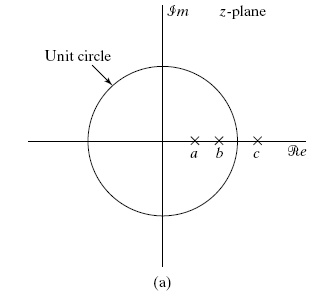 ℐm z-plane
Unit circle
a b c ℛe
(a)